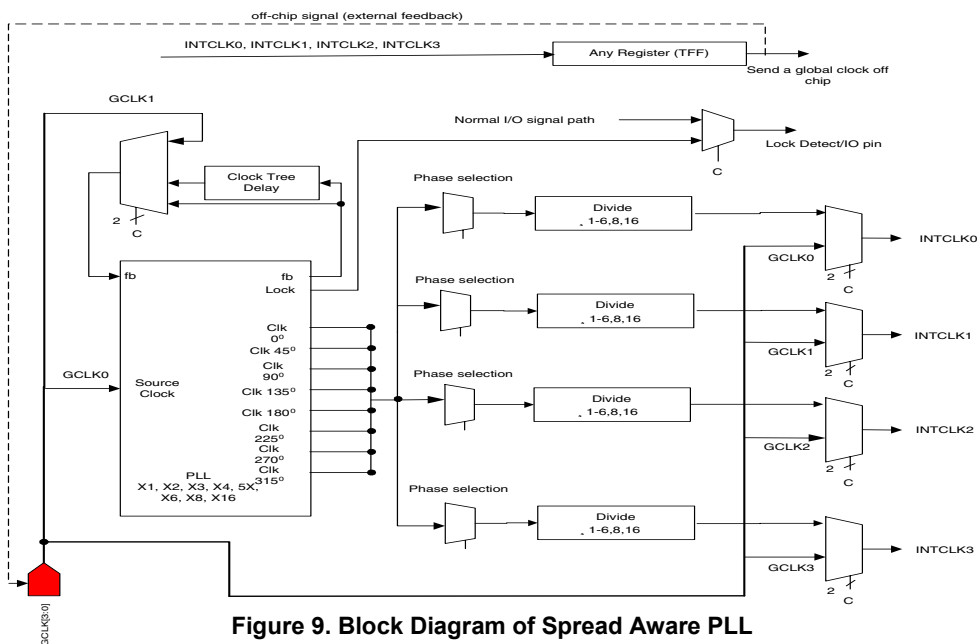 off-chip signal (external feedback)
INTCLK0, INTCLK1, INTCLK2, INTCLK3
Any Register (TFF)
Send a global clock off
chip
GCLK1
Normal I/O signal path
Lock Detect/IO pin
C
Clock Tree
Delay
2
C
Phase selection
Divide
. 1-6,8,16
INTCLK0
GCLK0
2
C
fb
fb
Lock
Phase selection
Divide
. 1-6,8,16
INTCLK1
GCLK1
2
C
Clk
0º
Clk 45º
Clk
90º
Clk 135º
Clk 180º
Clk
225º
Clk
270º
Clk
315º
GCLK0
Source
Clock
Phase selection
Divide
. 1-6,8,16
INTCLK2
GCLK2
2
C
PLL
X1, X2, X3, X4, 5X,
X6, X8, X16
Phase selection
Divide
. 1-6,8,16
INTCLK3
GCLK3
2
C
GCLK[3:0]
Figure 9. Block Diagram of Spread Aware PLL